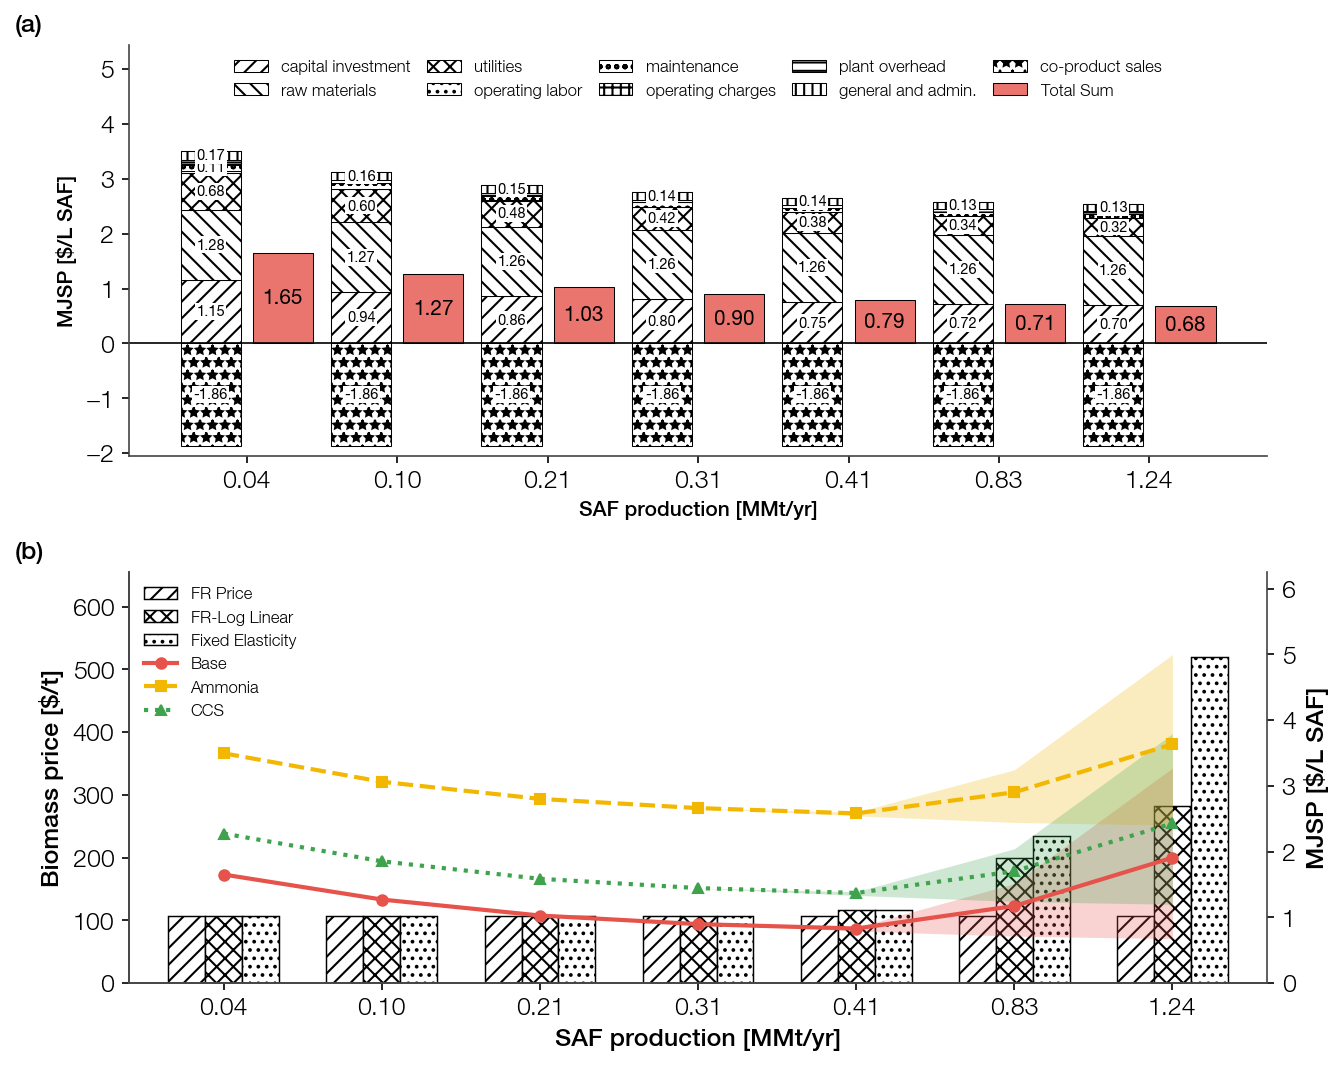 (a)
MJSP [$/L SAF]
5
4
3
2
1
0
−1
−2
capital investment
utilities
maintenance
plant overhead
co-product sales
raw materials
operating labor
operating charges
general and admin.
Total Sum
0.17
0.11
0.68
1.28
1.15
-1.86
1.65
0.16
0.60
1.27
0.94
-1.86
1.27
0.15
0.48
1.26
0.86
-1.86
1.03
0.14
0.42
1.26
0.80
-1.86
0.90
0.14
0.38
1.26
0.75
-1.86
0.79
0.13
0.34
1.26
0.72
-1.86
0.71
0.13
0.32
1.26
0.70
-1.86
0.68
0.04 0.10 0.21 0.31 0.41 0.83 1.24
SAF production [MMt/yr]
(b)
Biomass price [$/t]
600
500
400
300
200
100
0
FR Price
FR-Log Linear
Fixed Elasticity
Base
Ammonia
CCS
6
5
4
3
2
1
0
MJSP [$/L SAF]
0.04 0.10 0.21 0.31 0.41 0.83 1.24
SAF production [MMt/yr]